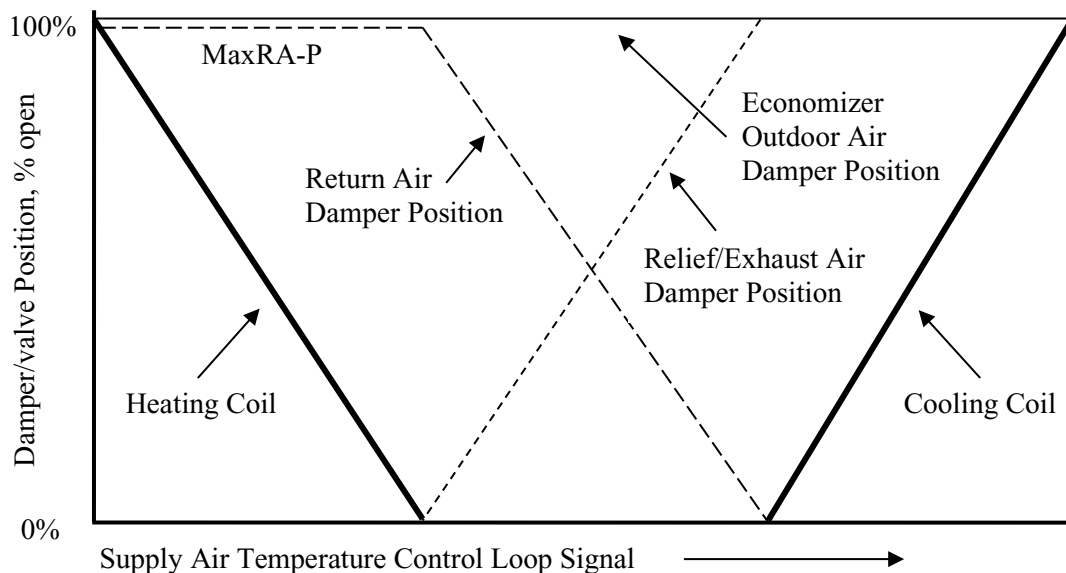 100%
MaxRA-P
Economizer
Outdoor Air
Damper Position
Return Air
Damper Position
Relief/Exhaust Air
Damper Position
Heating Coil
Cooling Coil
Damper/valve Position, % open
0%
Supply Air Temperature Control Loop Signal